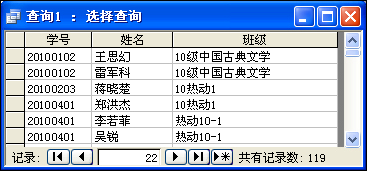 查询1 : 选择查询
学号 姓名 班级
20100102 王思幻 10级中国古典文学
20100102 雷军科 10级中国古典文学
20100203 蒋晓楚 10热动1
20100401 郑洪杰 10热动1
20100401 李若菲 热动10-1
20100401 吴锐 热动10-1
记录: 22 共有记录数: 119